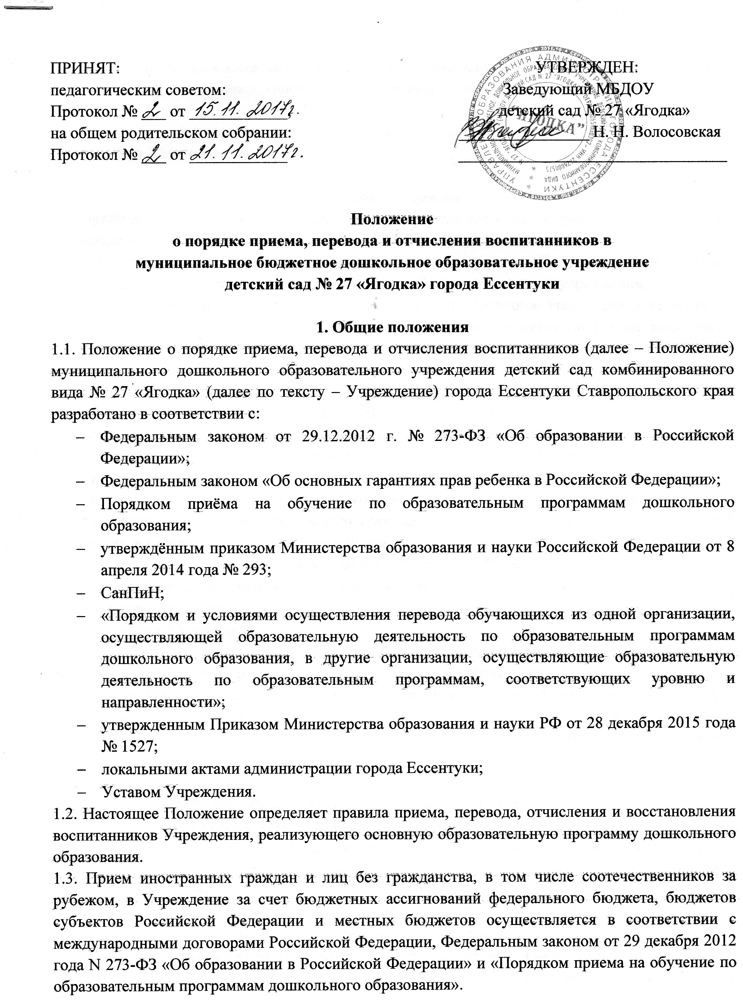 ПРИНЯТ:
педагогическим советом:
Протокол № 2 от 15.11.2017г.
на общем родительском собрании:
Протокол № 2 от 21.11.2017г.
УТВЕРЖДЕН:
Заведующий МБДОУ
детский сад № 27 «Ягодка»
Н. Н. Волосовская
УПРАВЛЕНИЕ ОБРАЗОВАНИЯ АДМИНИСТРАЦИИ ГОРОДА ЕССЕНТУКИ
"ЯГОДКА"
Положение
о порядке приема, перевода и отчисления воспитанников в
муниципальное бюджетное дошкольное образовательное учреждение
детский сад № 27 «Ягодка» города Ессентуки
1. Общие положения
1.1. Положение о порядке приема, перевода и отчисления воспитанников (далее – Положение)
муниципального дошкольного образовательного учреждения детский сад комбинированного
вида № 27 «Ягодка» (далее по тексту – Учреждение) города Ессентуки Ставропольского края
разработано в соответствии с:
– Федеральным законом от 29.12.2012 г. № 273-ФЗ «Об образовании в Российской
Федерации»;
– Федеральным законом «Об основных гарантиях прав ребенка в Российской Федерации»;
– Порядком приёма на обучение по образовательным программам дошкольного
образования;
– утверждённым приказом Министерства образования и науки Российской Федерации от 8
апреля 2014 года № 293;
– СанПиН;
– «Порядком и условиями осуществления перевода обучающихся из одной организации,
осуществляющей образовательную деятельность по образовательным программам
дошкольного образования, в другие организации, осуществляющие образовательную
деятельность по образовательным программам, соответствующих уровню и
направленности»;
– утвержденным Приказом Министерства образования и науки РФ от 28 декабря 2015 года
№ 1527;
– локальными актами администрации города Ессентуки;
– Уставом Учреждения.
1.2. Настоящее Положение определяет правила приема, перевода, отчисления и восстановления
воспитанников Учреждения, реализующего основную образовательную программу дошкольного
образования.
1.3. Прием иностранных граждан и лиц без гражданства, в том числе соотечественников за
рубежом, в Учреждение за счет бюджетных ассигнований федерального бюджета, бюджетов
субъектов Российской Федерации и местных бюджетов осуществляется в соответствии с
международными договорами Российской Федерации, Федеральным законом от 29 декабря 2012
года N 273-ФЗ «Об образовании в Российской Федерации» и «Порядком приема на обучение по
образовательным программам дошкольного образования».